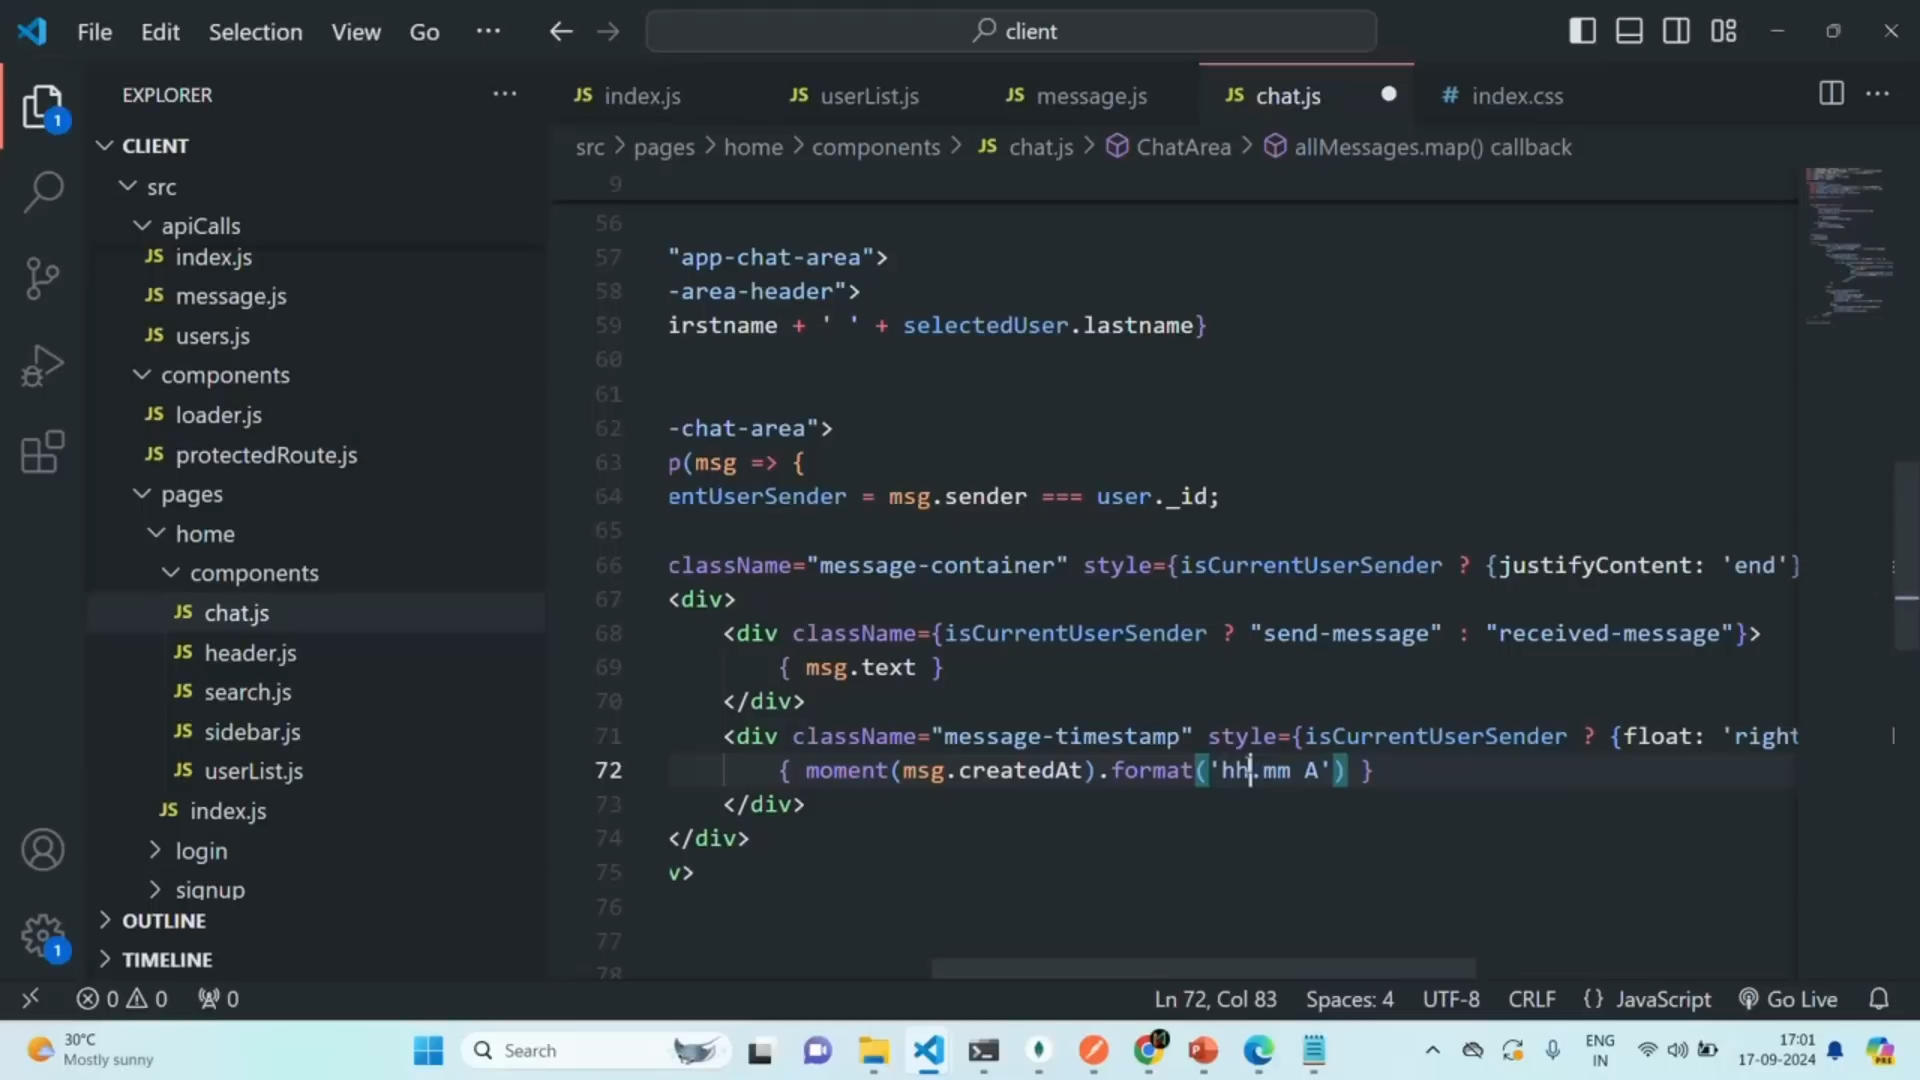 File Edit Selection View Go ··· client
EXPLORER ···
JS index.js JS userList.js JS message.js JS chat.js # index.css ···
CLIENT
src > pages > home > components > JS chat.js > ChatArea > allMessages.map() callback
src
apiCalls
JS index.js
JS message.js
JS users.js
components
JS loader.js
JS protectedRoute.js
pages
home
components
JS chat.js
JS header.js
JS search.js
JS sidebar.js
JS userList.js
JS index.js
login
signup
OUTLINE
TIMELINE
9
56
57 "app-chat-area">
58 -area-header">
59 irstname + ' ' + selectedUser.lastname}
60
61
62 -chat-area">
63 p(msg => {
64 entUserSender = msg.sender === user._id;
65
66 className="message-container" style={isCurrentUserSender ? {justifyContent: 'end'}
67 <div>
68 <div className={isCurrentUserSender ? "send-message" : "received-message"}>
69 { msg.text }
70 </div>
71 <div className="message-timestamp" style={isCurrentUserSender ? {float: 'right
72 { moment(msg.createdAt).format('hh.mm A') }
73 </div>
74 </div>
75 v>
76
77
78
0 0 0 Ln 72, Col 83 Spaces: 4 UTF-8 CRLF {} JavaScript Go Live
30°C
Mostly sunny
Search
ENG
IN
17:01
17-09-2024